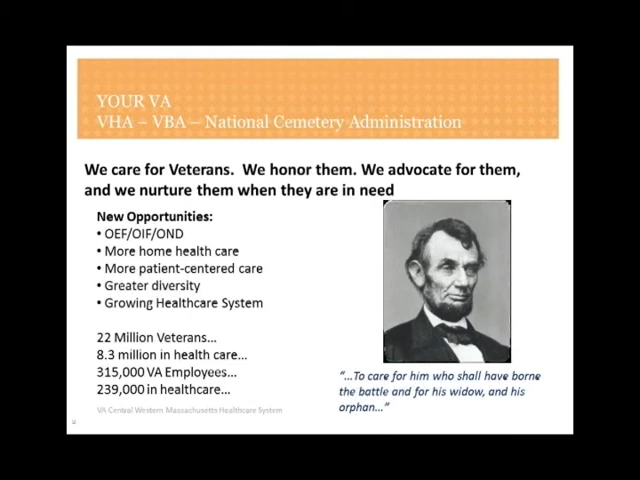 YOUR VA
VHA – VBA – National Cemetery Administration
We care for Veterans.  We honor them. We advocate for them,
and we nurture them when they are in need
New Opportunities:
• OEF/OIF/OND
• More home health care
• More patient-centered care
• Greater diversity
• Growing Healthcare System
22 Million Veterans…
8.3 million in health care…
315,000 VA Employees…
239,000 in healthcare…
"…To care for him who shall have borne
the battle and for his widow, and his
orphan…"
VA Central Western Massachusetts Healthcare System